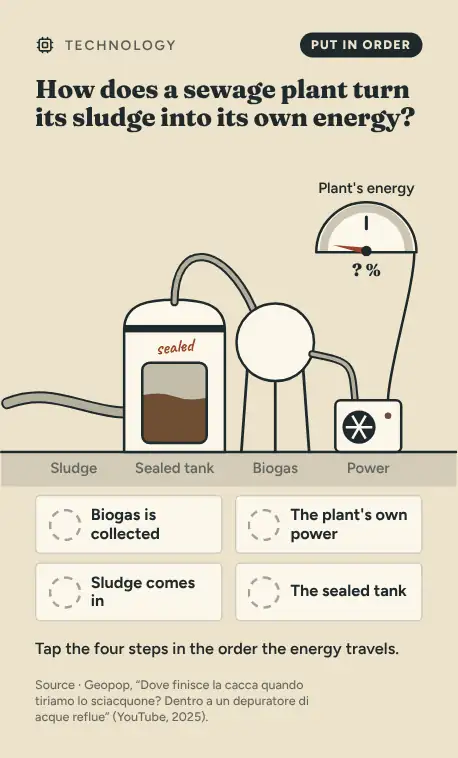 TECHNOLOGY
PUT IN ORDER
How does a sewage plant turn
its sludge into its own energy?
Plant's energy
? %
sealed
Sludge
Sealed tank
Biogas
Power
Biogas is
collected
The plant's own
power
Sludge comes
in
The sealed tank
Tap the four steps in the order the energy travels.
Source · Geopop, “Dove finisce la cacca quando
tiriamo lo sciacquone? Dentro a un depuratore di
acque reflue” (YouTube, 2025).